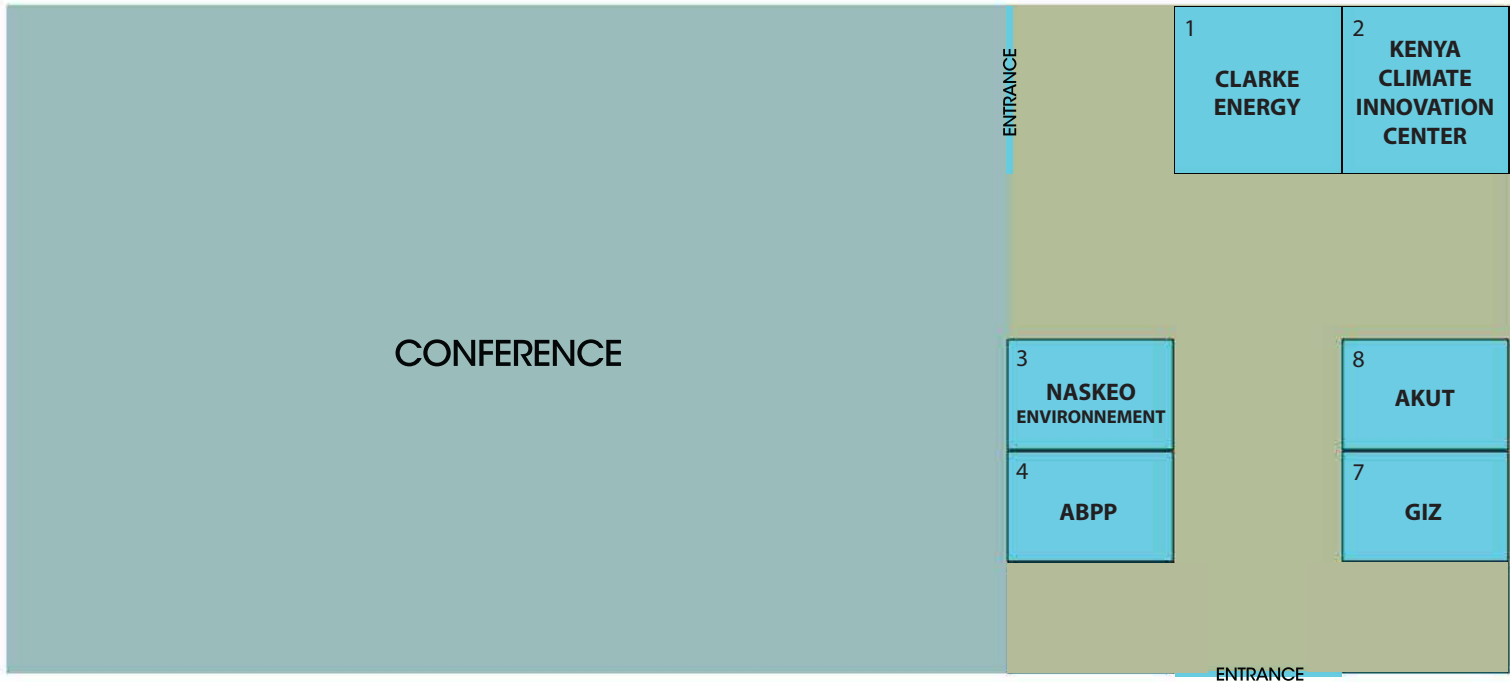 CONFERENCE
ENTRANCE
1
CLARKE
ENERGY
2
KENYA
CLIMATE
INNOVATION
CENTER
3
NASKEO
ENVIRONNEMENT
8
AKUT
4
ABPP
7
GIZ
ENTRANCE